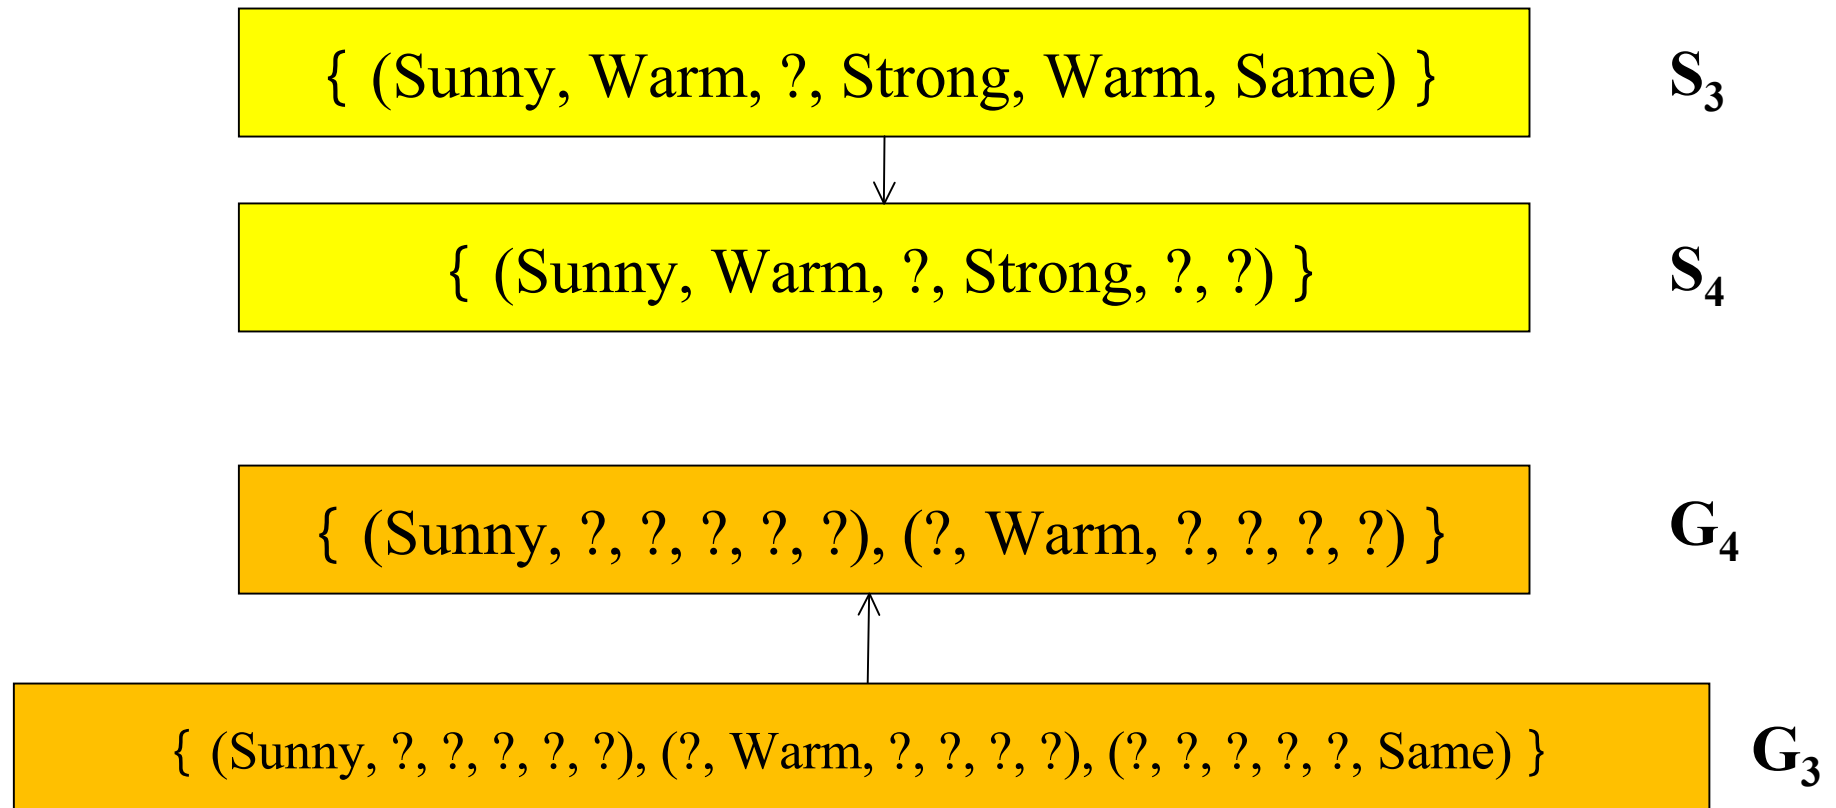 { (Sunny, Warm, ?, Strong, Warm, Same) } S₃
{ (Sunny, Warm, ?, Strong, ?, ?) } S₄
{ (Sunny, ?, ?, ?, ?, ?), (?, Warm, ?, ?, ?, ?) } G₄
{ (Sunny, ?, ?, ?, ?, ?), (?, Warm, ?, ?, ?, ?), (?, ?, ?, ?, ?, Same) } G₃